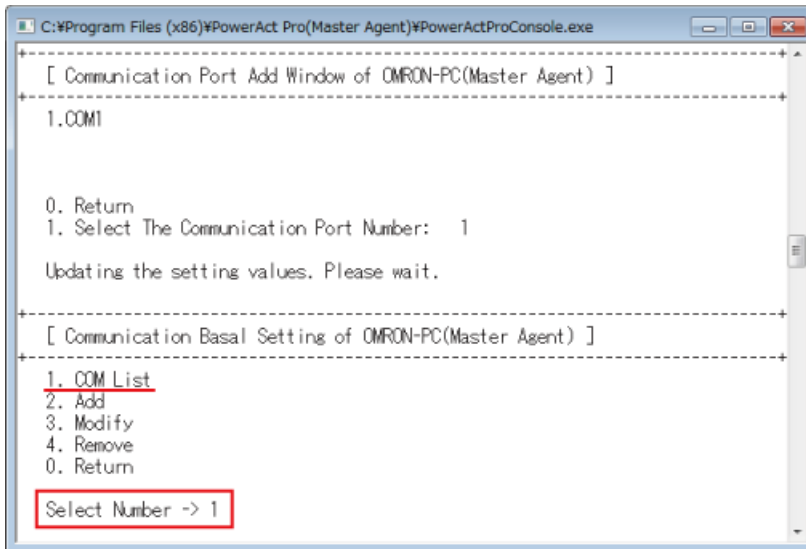 C:¥Program Files (x86)¥PowerAct Pro(Master Agent)¥PowerActProConsole.exe
[ Communication Port Add Window of OMRON-PC(Master Agent) ]
1.COM1
0. Return
1. Select The Communication Port Number: 1
Updating the setting values. Please wait.
[ Communication Basal Setting of OMRON-PC(Master Agent) ]
1. COM List
2. Add
3. Modify
4. Remove
0. Return
Select Number -> 1